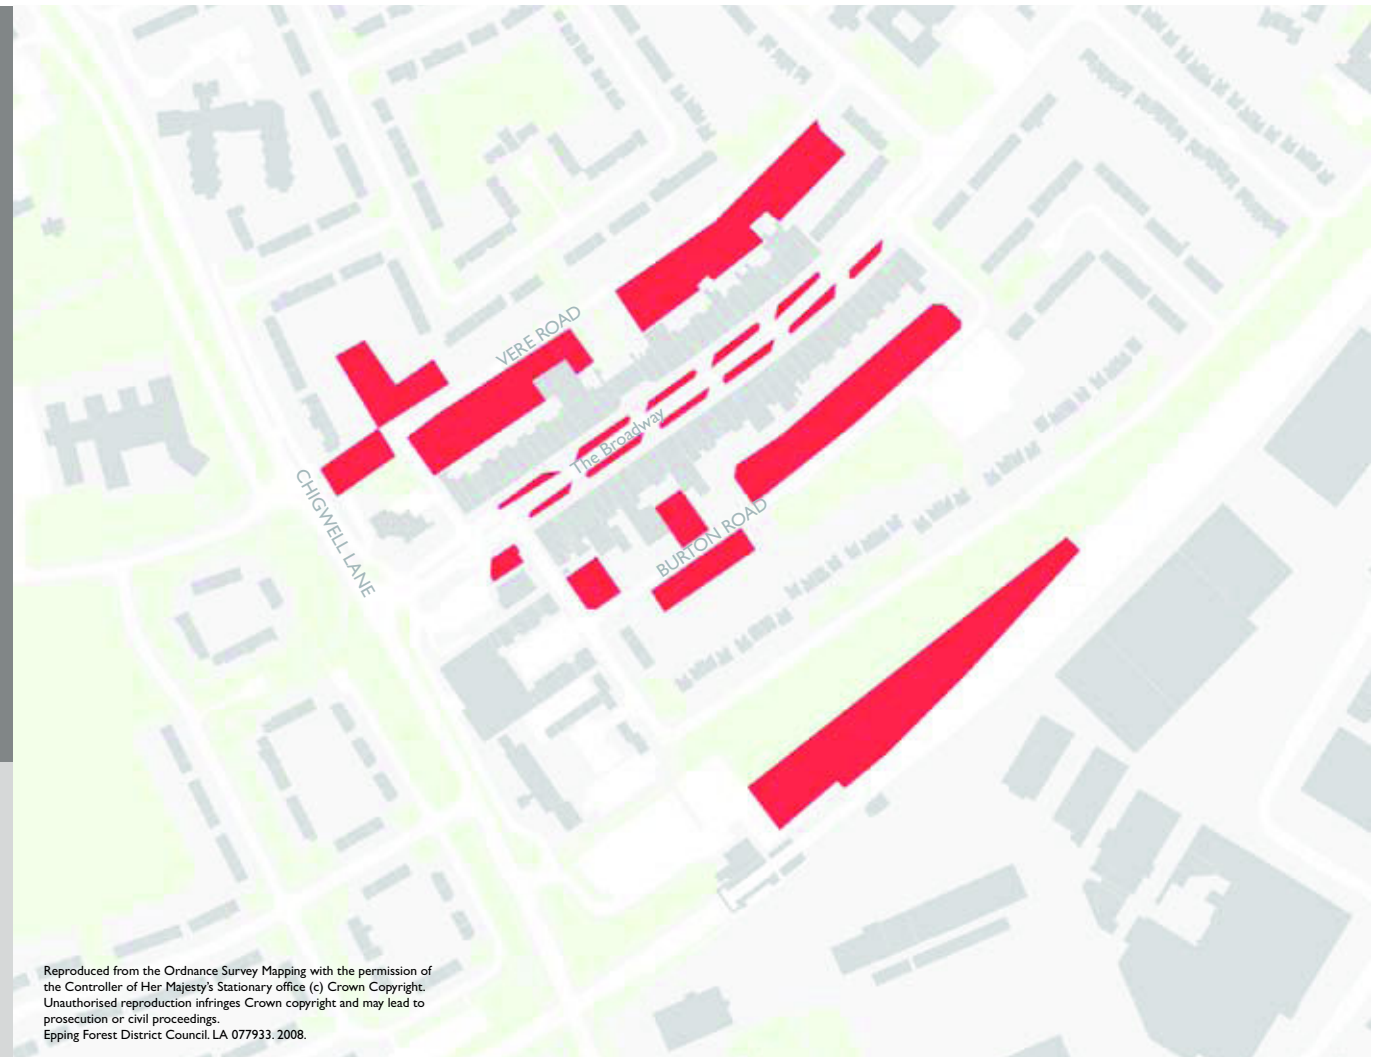 VERE ROAD
The Broadway
CHIGWELL LANE
BURTON ROAD
Reproduced from the Ordnance Survey Mapping with the permission of
the Controller of Her Majesty's Stationary office (c) Crown Copyright.
Unauthorised reproduction infringes Crown copyright and may lead to
prosecution or civil proceedings.
Epping Forest District Council. LA 077933. 2008.